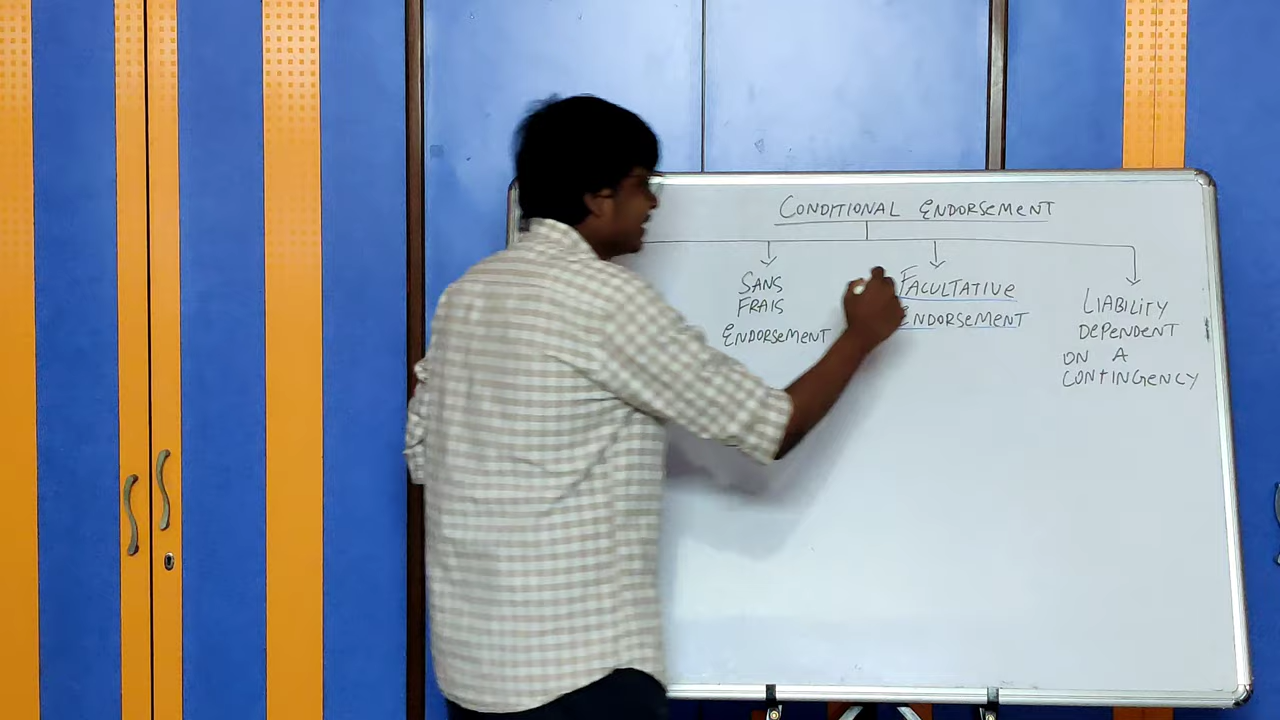 CONDITIONAL ENDORSEMENT
SANS
FRAIS
ENDORSEMENT
FACULTATIVE
ENDORSEMENT
LIABILITY
DEPENDENT
ON A
CONTINGENCY